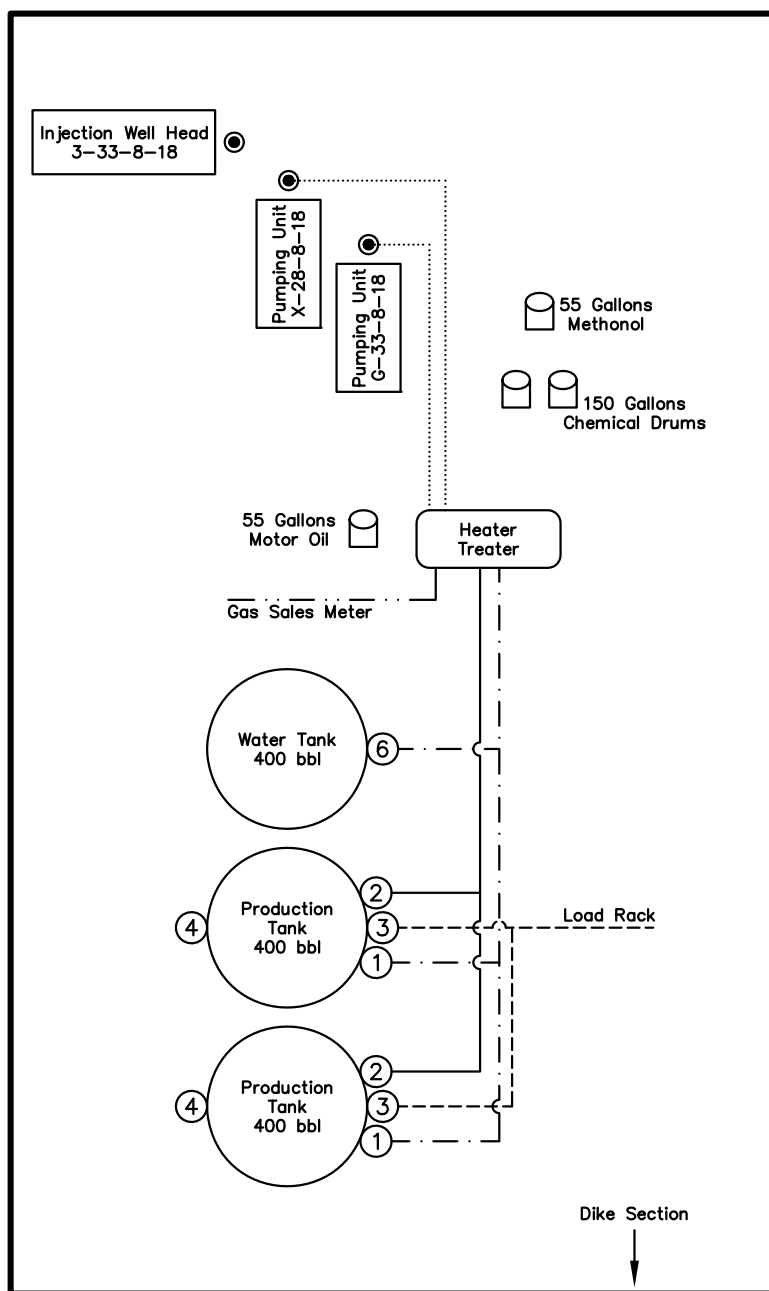 Injection Well Head
3-33-8-18
Pumping Unit
X-28-8-18
Pumping Unit
G-33-8-18
55 Gallons
Methonol
150 Gallons
Chemical Drums
55 Gallons
Motor Oil
Heater
Treater
Gas Sales Meter
Water Tank
400 bbl
6
Production
Tank
400 bbl
4
2
3
1
Load Rack
Production
Tank
400 bbl
4
2
3
1
Dike Section